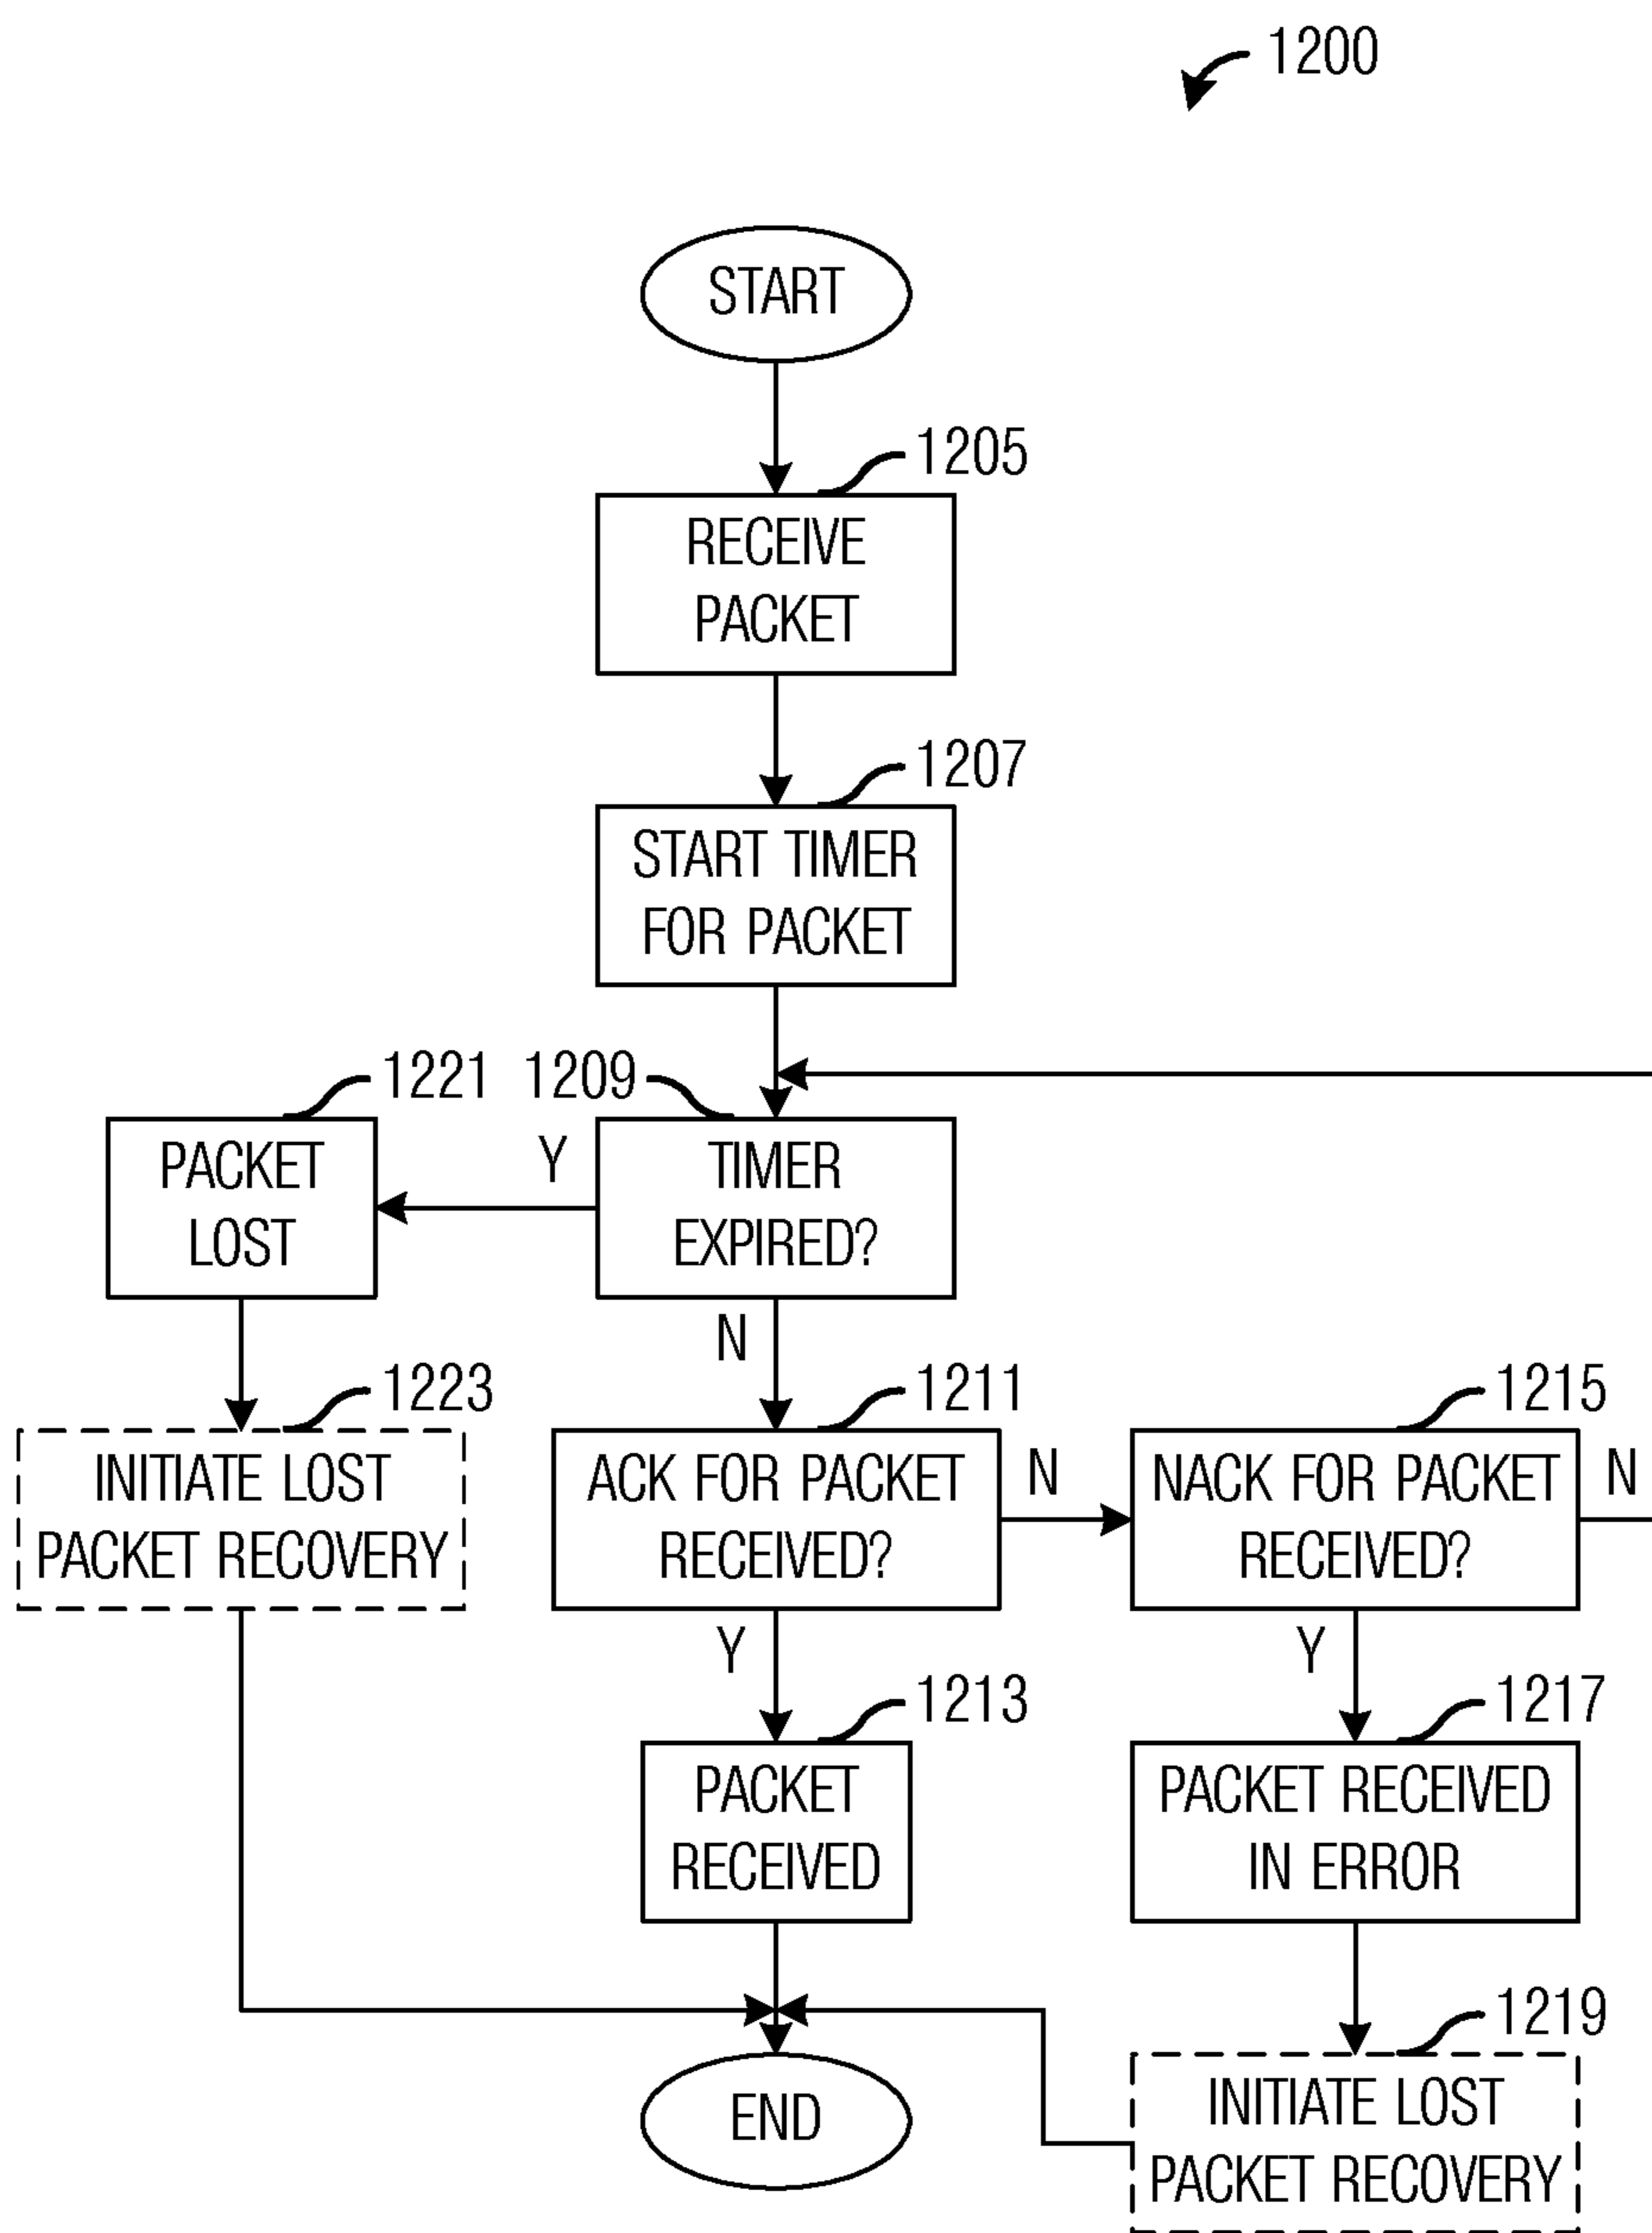 1200
START
1205
RECEIVE
PACKET
1207
START TIMER
FOR PACKET
1221
1209
PACKET
LOST
Y
TIMER
EXPIRED?
N
1223
1211
1215
INITIATE LOST
PACKET RECOVERY
ACK FOR PACKET
RECEIVED?
N
NACK FOR PACKET
RECEIVED?
N
Y
Y
1213
1217
PACKET
RECEIVED
PACKET RECEIVED
IN ERROR
1219
END
INITIATE LOST
PACKET RECOVERY